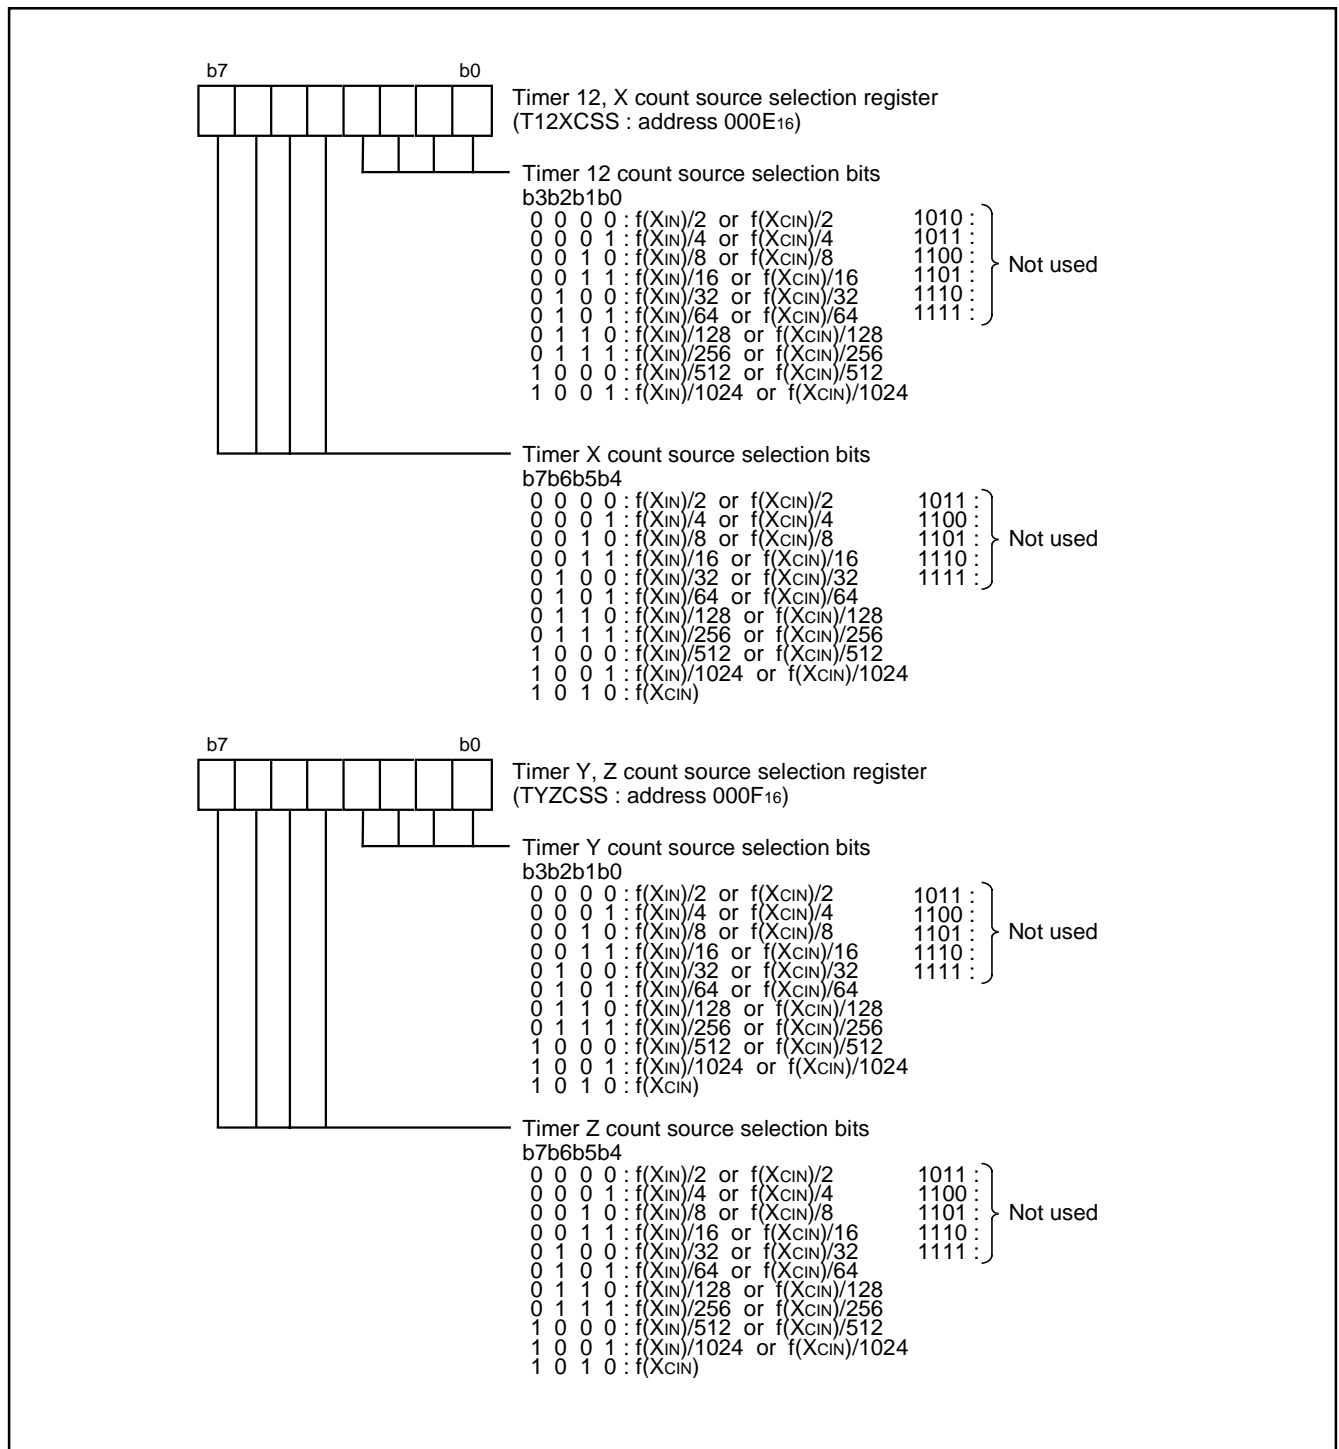 b7 b0
Timer 12, X count source selection register
(T12XCSS : address 000E16)
Timer 12 count source selection bits
b3b2b1b0
0 0 0 0 : f(XIN)/2 or f(XCIN)/2 1010 :
0 0 0 1 : f(XIN)/4 or f(XCIN)/4 1011 :
0 0 1 0 : f(XIN)/8 or f(XCIN)/8 1100 : Not used
0 0 1 1 : f(XIN)/16 or f(XCIN)/16 1101 :
0 1 0 0 : f(XIN)/32 or f(XCIN)/32 1110 :
0 1 0 1 : f(XIN)/64 or f(XCIN)/64 1111 :
0 1 1 0 : f(XIN)/128 or f(XCIN)/128
0 1 1 1 : f(XIN)/256 or f(XCIN)/256
1 0 0 0 : f(XIN)/512 or f(XCIN)/512
1 0 0 1 : f(XIN)/1024 or f(XCIN)/1024
Timer X count source selection bits
b7b6b5b4
0 0 0 0 : f(XIN)/2 or f(XCIN)/2 1011 :
0 0 0 1 : f(XIN)/4 or f(XCIN)/4 1100 :
0 0 1 0 : f(XIN)/8 or f(XCIN)/8 1101 : Not used
0 0 1 1 : f(XIN)/16 or f(XCIN)/16 1110 :
0 1 0 0 : f(XIN)/32 or f(XCIN)/32 1111 :
0 1 0 1 : f(XIN)/64 or f(XCIN)/64
0 1 1 0 : f(XIN)/128 or f(XCIN)/128
0 1 1 1 : f(XIN)/256 or f(XCIN)/256
1 0 0 0 : f(XIN)/512 or f(XCIN)/512
1 0 0 1 : f(XIN)/1024 or f(XCIN)/1024
1 0 1 0 : f(XCIN)
b7 b0
Timer Y, Z count source selection register
(TYZCSS : address 000F16)
Timer Y count source selection bits
b3b2b1b0
0 0 0 0 : f(XIN)/2 or f(XCIN)/2 1011 :
0 0 0 1 : f(XIN)/4 or f(XCIN)/4 1100 :
0 0 1 0 : f(XIN)/8 or f(XCIN)/8 1101 : Not used
0 0 1 1 : f(XIN)/16 or f(XCIN)/16 1110 :
0 1 0 0 : f(XIN)/32 or f(XCIN)/32 1111 :
0 1 0 1 : f(XIN)/64 or f(XCIN)/64
0 1 1 0 : f(XIN)/128 or f(XCIN)/128
0 1 1 1 : f(XIN)/256 or f(XCIN)/256
1 0 0 0 : f(XIN)/512 or f(XCIN)/512
1 0 0 1 : f(XIN)/1024 or f(XCIN)/1024
1 0 1 0 : f(XCIN)
Timer Z count source selection bits
b7b6b5b4
0 0 0 0 : f(XIN)/2 or f(XCIN)/2 1011 :
0 0 0 1 : f(XIN)/4 or f(XCIN)/4 1100 :
0 0 1 0 : f(XIN)/8 or f(XCIN)/8 1101 : Not used
0 0 1 1 : f(XIN)/16 or f(XCIN)/16 1110 :
0 1 0 0 : f(XIN)/32 or f(XCIN)/32 1111 :
0 1 0 1 : f(XIN)/64 or f(XCIN)/64
0 1 1 0 : f(XIN)/128 or f(XCIN)/128
0 1 1 1 : f(XIN)/256 or f(XCIN)/256
1 0 0 0 : f(XIN)/512 or f(XCIN)/512
1 0 0 1 : f(XIN)/1024 or f(XCIN)/1024
1 0 1 0 : f(XCIN)